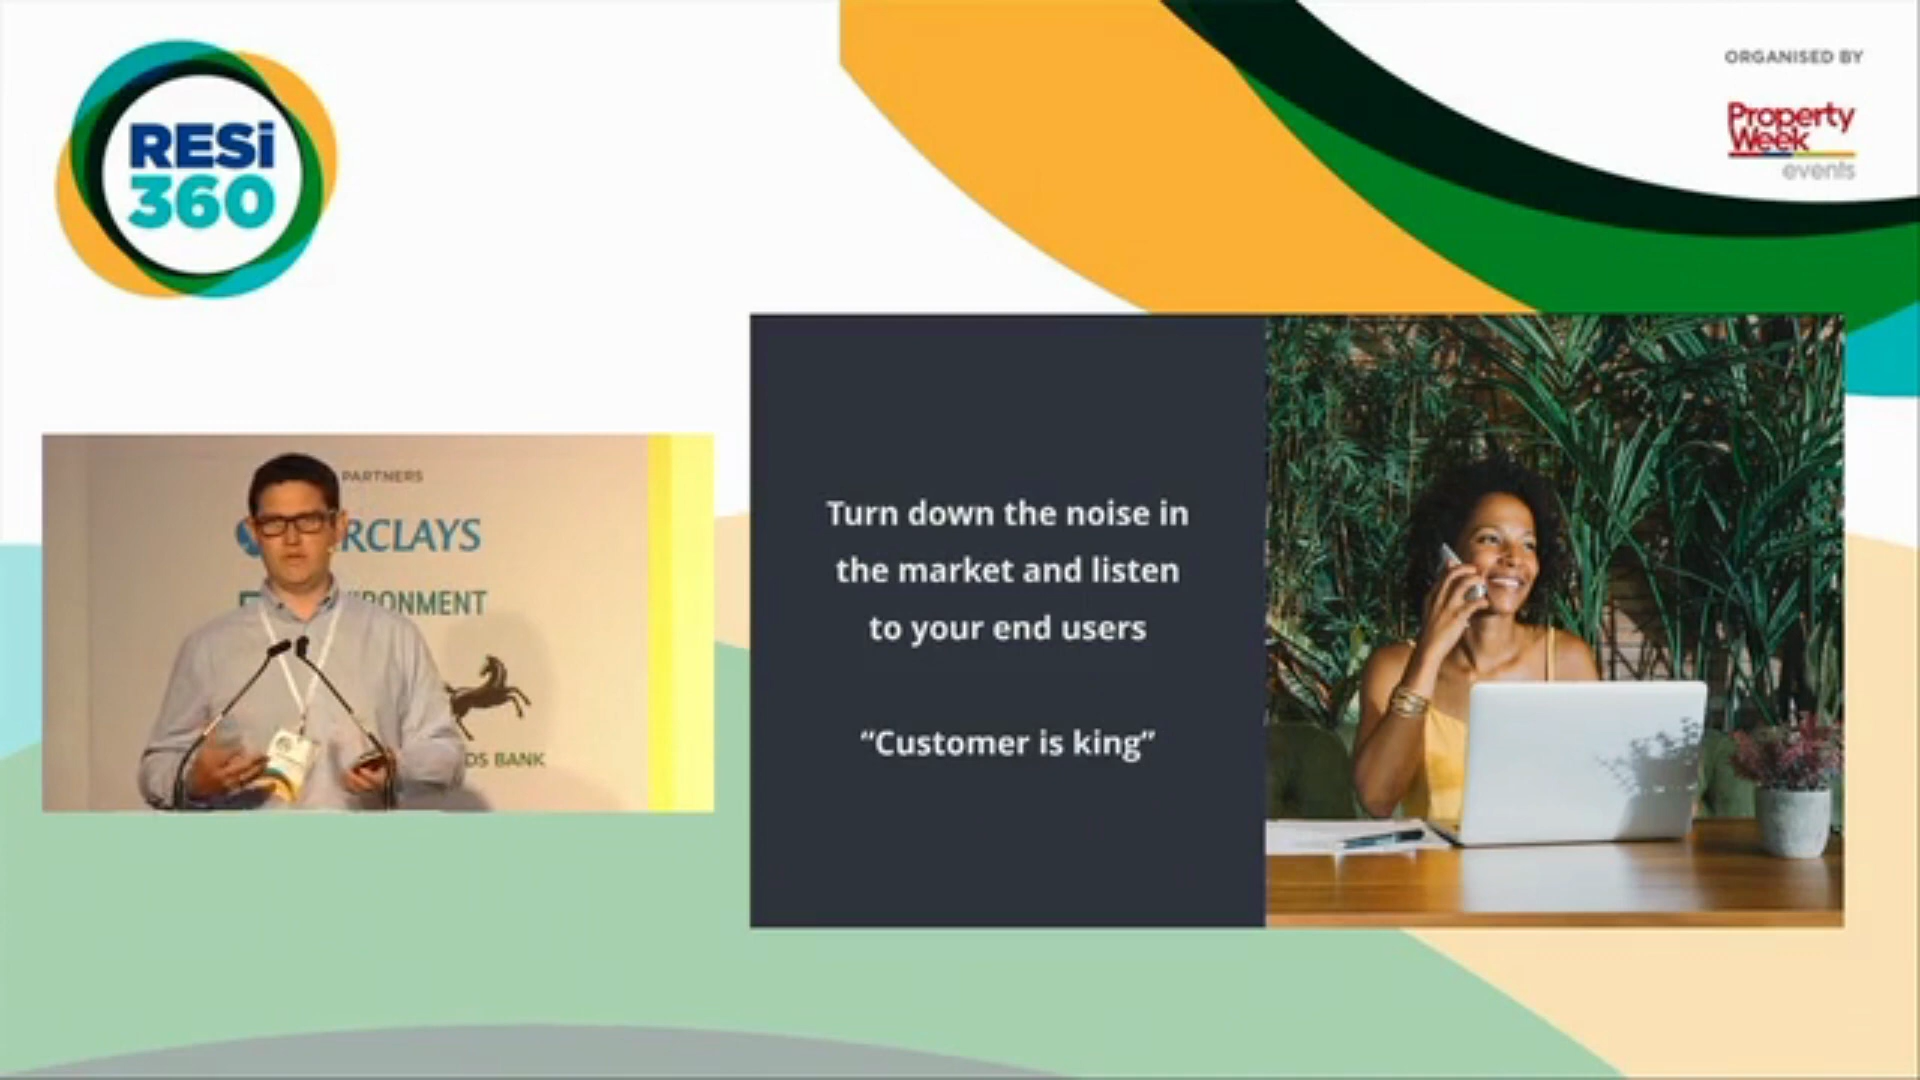 RESi
360
ORGANISED BY
Property
Week
events
PARTNERS
RCLAYS
RONMENT
DS BANK
Turn down the noise in
the market and listen
to your end users
“Customer is king”